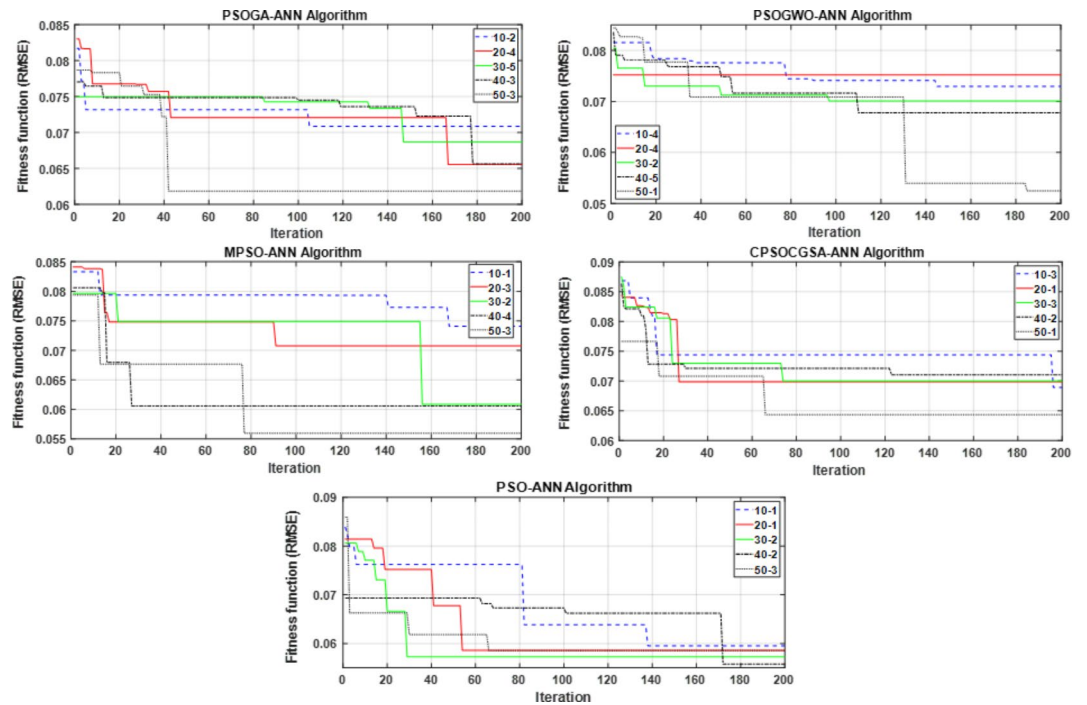 PSOGA-ANN Algorithm
Fitness function (RMSE)
0.085
0.08
0.075
0.07
0.065
0.06
10-2
20-4
30-5
40-3
50-3
0 20 40 60 80 100 120 140 160 180 200
Iteration
PSOGWO-ANN Algorithm
Fitness function (RMSE)
0.08
0.07
0.06
0.05
10-4
20-4
30-2
40-5
50-1
0 20 40 60 80 100 120 140 160 180 200
Iteration
MPSO-ANN Algorithm
Fitness function (RMSE)
0.085
0.08
0.075
0.07
0.065
0.06
0.055
10-1
20-3
30-2
40-4
50-3
0 20 40 60 80 100 120 140 160 180 200
Iteration
CPSOCGSA-ANN Algorithm
Fitness function (RMSE)
0.09
0.085
0.08
0.075
0.07
0.065
0.06
10-3
20-1
30-3
40-2
50-1
0 20 40 60 80 100 120 140 160 180 200
Iteration
PSO-ANN Algorithm
Fitness function (RMSE)
0.09
0.08
0.07
0.06
10-1
20-1
30-2
40-2
50-3
0 20 40 60 80 100 120 140 160 180 200
Iteration